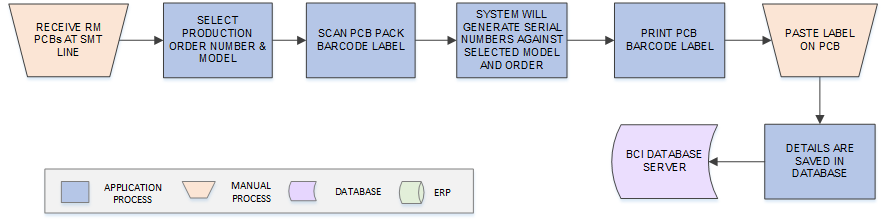 RECEIVE RM
PCBs AT SMT
LINE
SELECT
PRODUCTION
ORDER NUMBER &
MODEL
SCAN PCB PACK
BARCODE LABEL
SYSTEM WILL
GENERATE SERIAL
NUMBERS AGAINST
SELECTED MODEL
AND ORDER
PRINT PCB
BARCODE LABEL
PASTE LABEL
ON PCB
DETAILS ARE
SAVED IN
DATABASE
BCI DATABASE
SERVER
APPLICATION
PROCESS
MANUAL
PROCESS
DATABASE
ERP